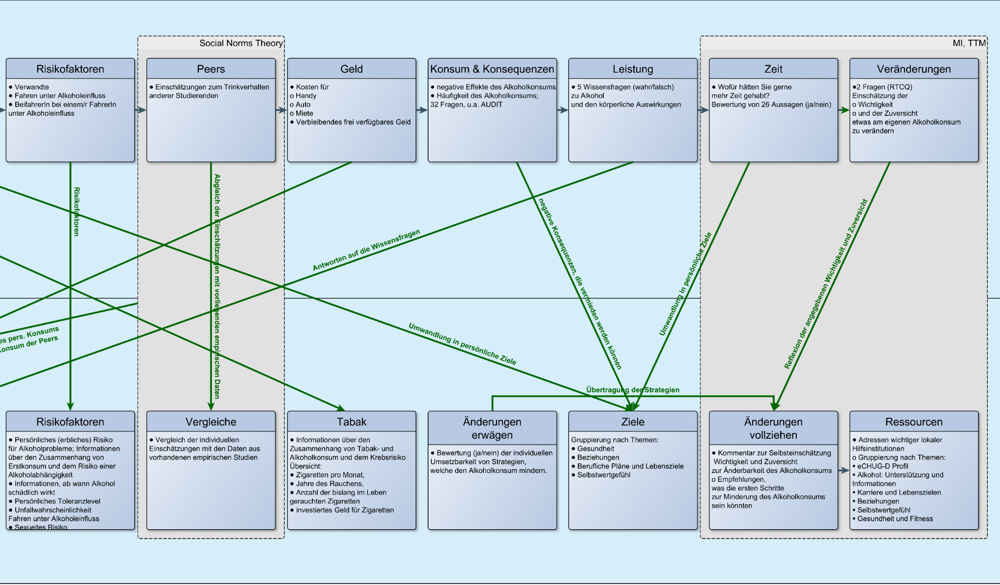 Social Norms Theory
MI, TTM
Risikofaktoren
● Verwandte
● Fahren unter Alkoholeinfluss
● BeifahrerIn bei einem/r FahrerIn
unter Alkoholeinfluss
Peers
● Einschätzungen zum Trinkverhalten
anderer Studierenden
Geld
● Kosten für
o Handy
o Auto
o Miete
● Verbleibendes frei verfügbares Geld
Konsum & Konsequenzen
● negative Effekte des Alkoholkonsums
● Häufigkeit des Alkoholkonsums;
32 Fragen, u.a. AUDIT
Leistung
● 5 Wissensfragen (wahr/falsch)
zu Alkohol
und den körperliche Auswirkungen
Zeit
● Wofür hätten Sie gerne
mehr Zeit gehabt?
Bewertung von 26 Aussagen (ja/nein)
Veränderungen
●2 Fragen (RTCQ)
Einschätzung der
o Wichtigkeit
o und der Zuversicht
etwas am eigenen Alkoholkonsum
zu verändern
Risikofaktoren
Abgleich der Einschätzungen mit vorliegenden empirischen Daten
Antworten auf die Wissensfragen
negative Konsequenzen, die vermieden werden können
Umwandlung in persönliche Ziele
Reflexion der angegebenen Wichtigkeit und Zuversicht
es pers. Konsums
Konsum der Peers
Umwandlung in persönliche Ziele
Übertragung der Strategien
Risikofaktoren
● Persönliches (erbliches) Risiko
für Alkoholprobleme; Informationen
über den Zusammenhang von
Erstkonsum und dem Risiko einer
Alkoholabhängigkeit
● Informationen, ab wann Alkohol
schädlich wirkt
● Persönliches Toleranzlevel
● Unfallwahrscheinlichkeit
Fahren unter Alkoholeinfluss
● Sexuelles Risiko
Vergleiche
● Vergleich der individuellen
Einschätzungen mit den Daten aus
vorhandenen empirischen Studien
Tabak
● Informationen über den
Zusammenhang von Tabak- und
Alkoholkonsum und dem Krebsrisiko
Übersicht:
● Zigaretten pro Monat,
● Jahre des Rauchens,
● Anzahl der bislang im Leben
gerauchten Zigaretten
● investiertes Geld für Zigaretten
Änderungen
erwägen
● Bewertung (ja/nein) der individuellen
Umsetzbarkeit von Strategien,
welche den Alkoholkonsum mindern.
Ziele
Gruppierung nach Themen:
● Gesundheit
● Beziehungen
● Berufliche Pläne und Lebensziele
● Selbstwertgefühl
Änderungen
vollziehen
● Kommentar zur Selbsteinschätzung
Wichtigkeit und Zuversicht
zur Änderbarkeit des Alkoholkonsums
o Empfehlungen,
was die ersten Schritte
zur Minderung des Alkoholkonsums
sein könnten
Ressourcen
● Adressen wichtiger lokaler
Hilfsinstitutionen
o Gruppierung nach Themen:
▪ eCHUG-D Profil
▪ Alkohol: Unterstützung und
Informationen
▪ Karriere und Lebenszielen
▪ Beziehungen
▪ Selbstwertgefühl
▪ Gesundheit und Fitness